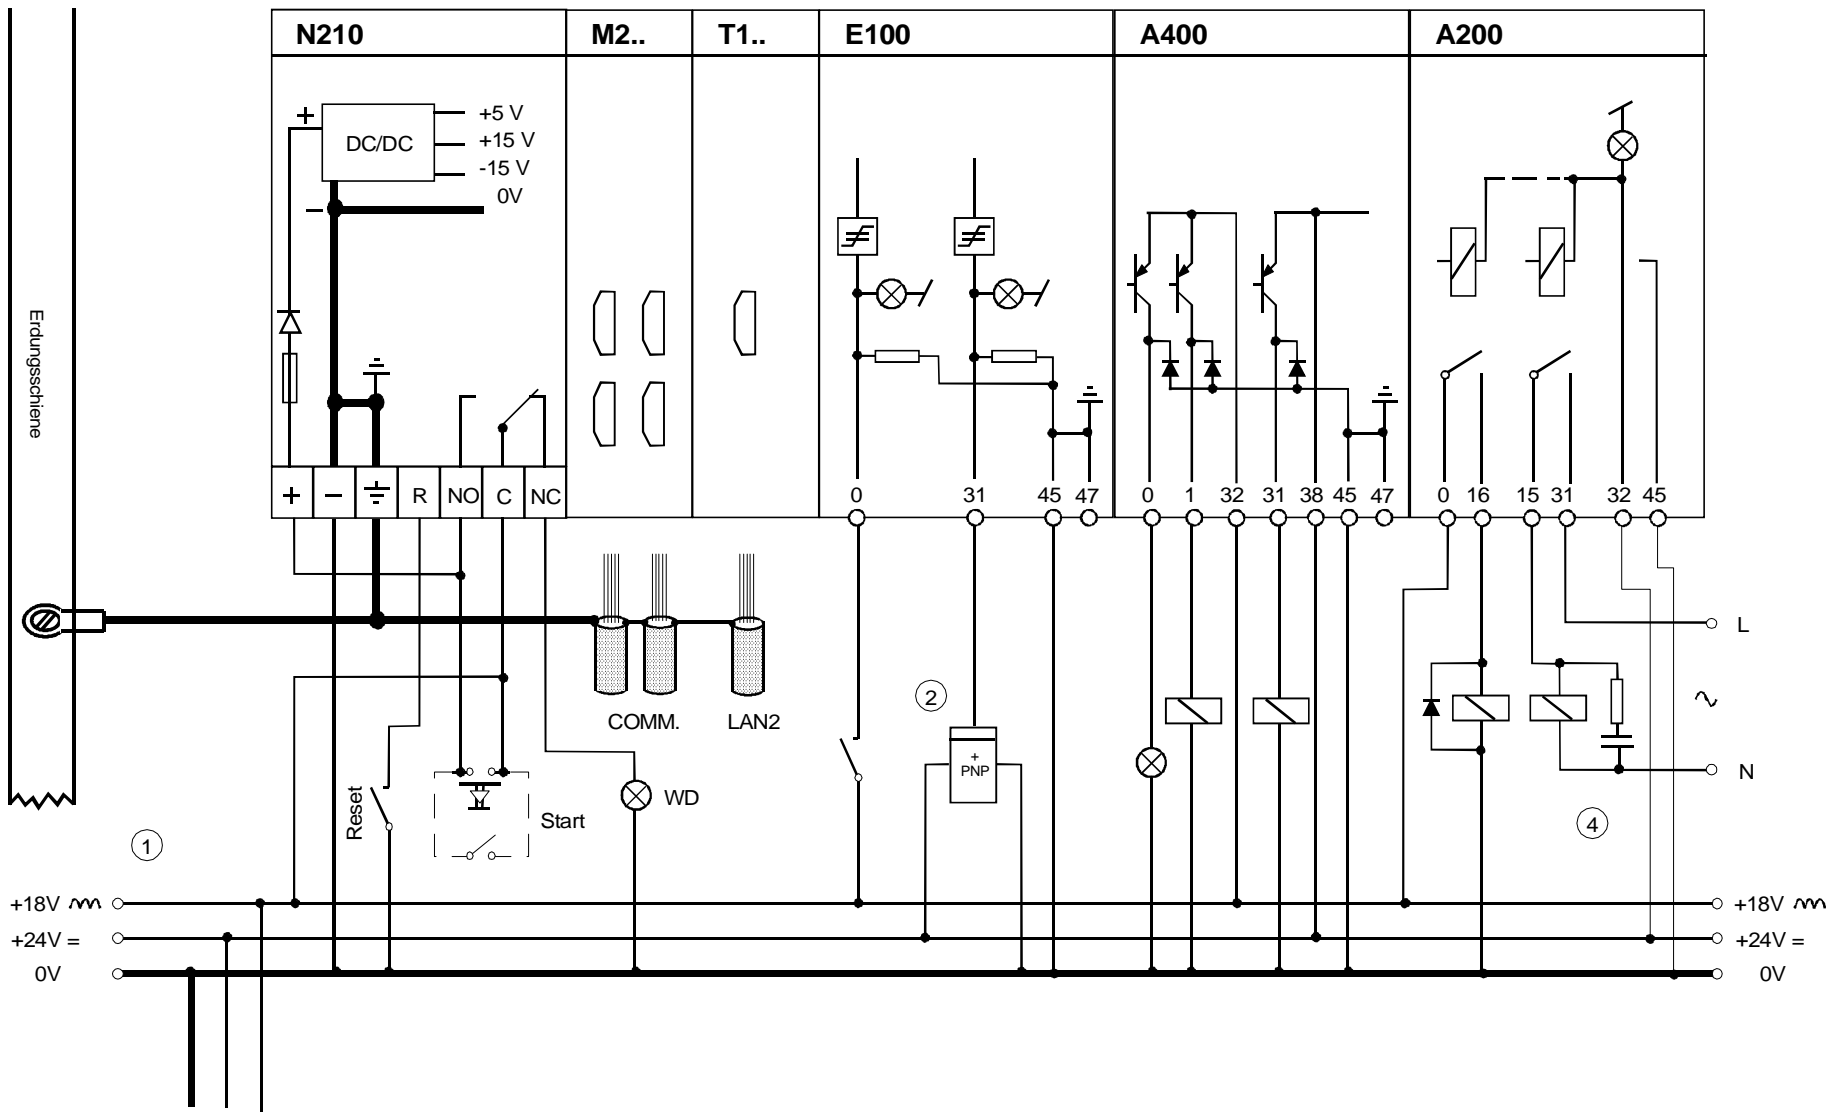 N210 M2.. T1.. E100 A400 A200
+ DC/DC +5 V
+15 V
-15 V
0V
−
Erdungsschiene
+ − R NO C NC
0 31 45 47
0 1 32 31 38 45 47
0 16 15 31 32 45
L
COMM. LAN2
2
+
PNP
N
Reset
Start
WD
1
4
+18V
+24V =
0V
+18V
+24V =
0V